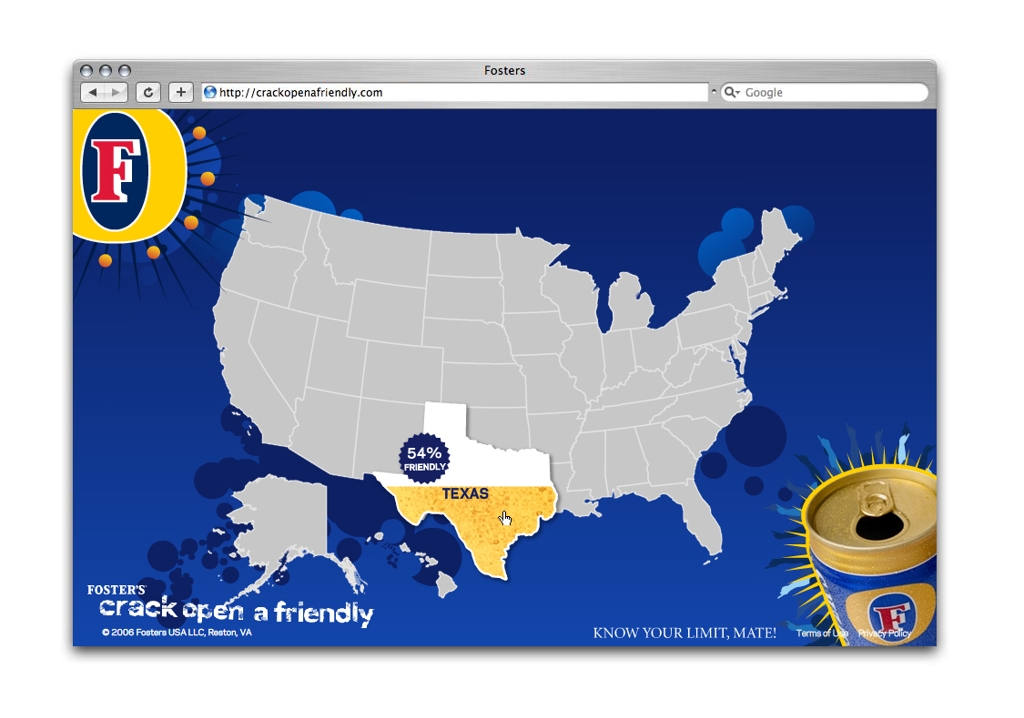 Fosters
http://crackopenafriendly.com
Google
F
54%
FRIENDLY
TEXAS
FOSTER'S
crack open a friendly
© 2006 Fosters USA LLC, Reston, VA
KNOW YOUR LIMIT, MATE!
Terms of Use
Privacy Policy
F